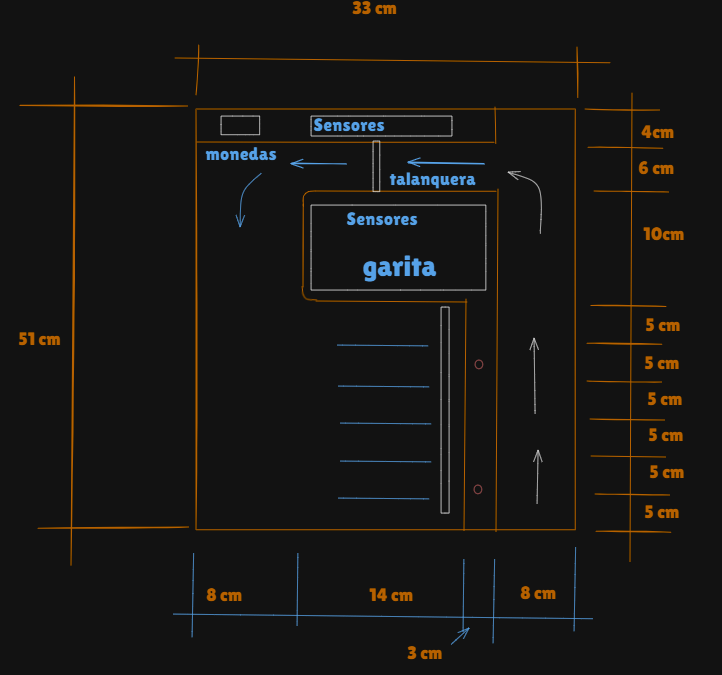 33 cm
Sensores
4cm
monedas
6 cm
talanquera
Sensores
10cm
garita
5 cm
51 cm
5 cm
5 cm
5 cm
5 cm
5 cm
8 cm
14 cm
8 cm
3 cm